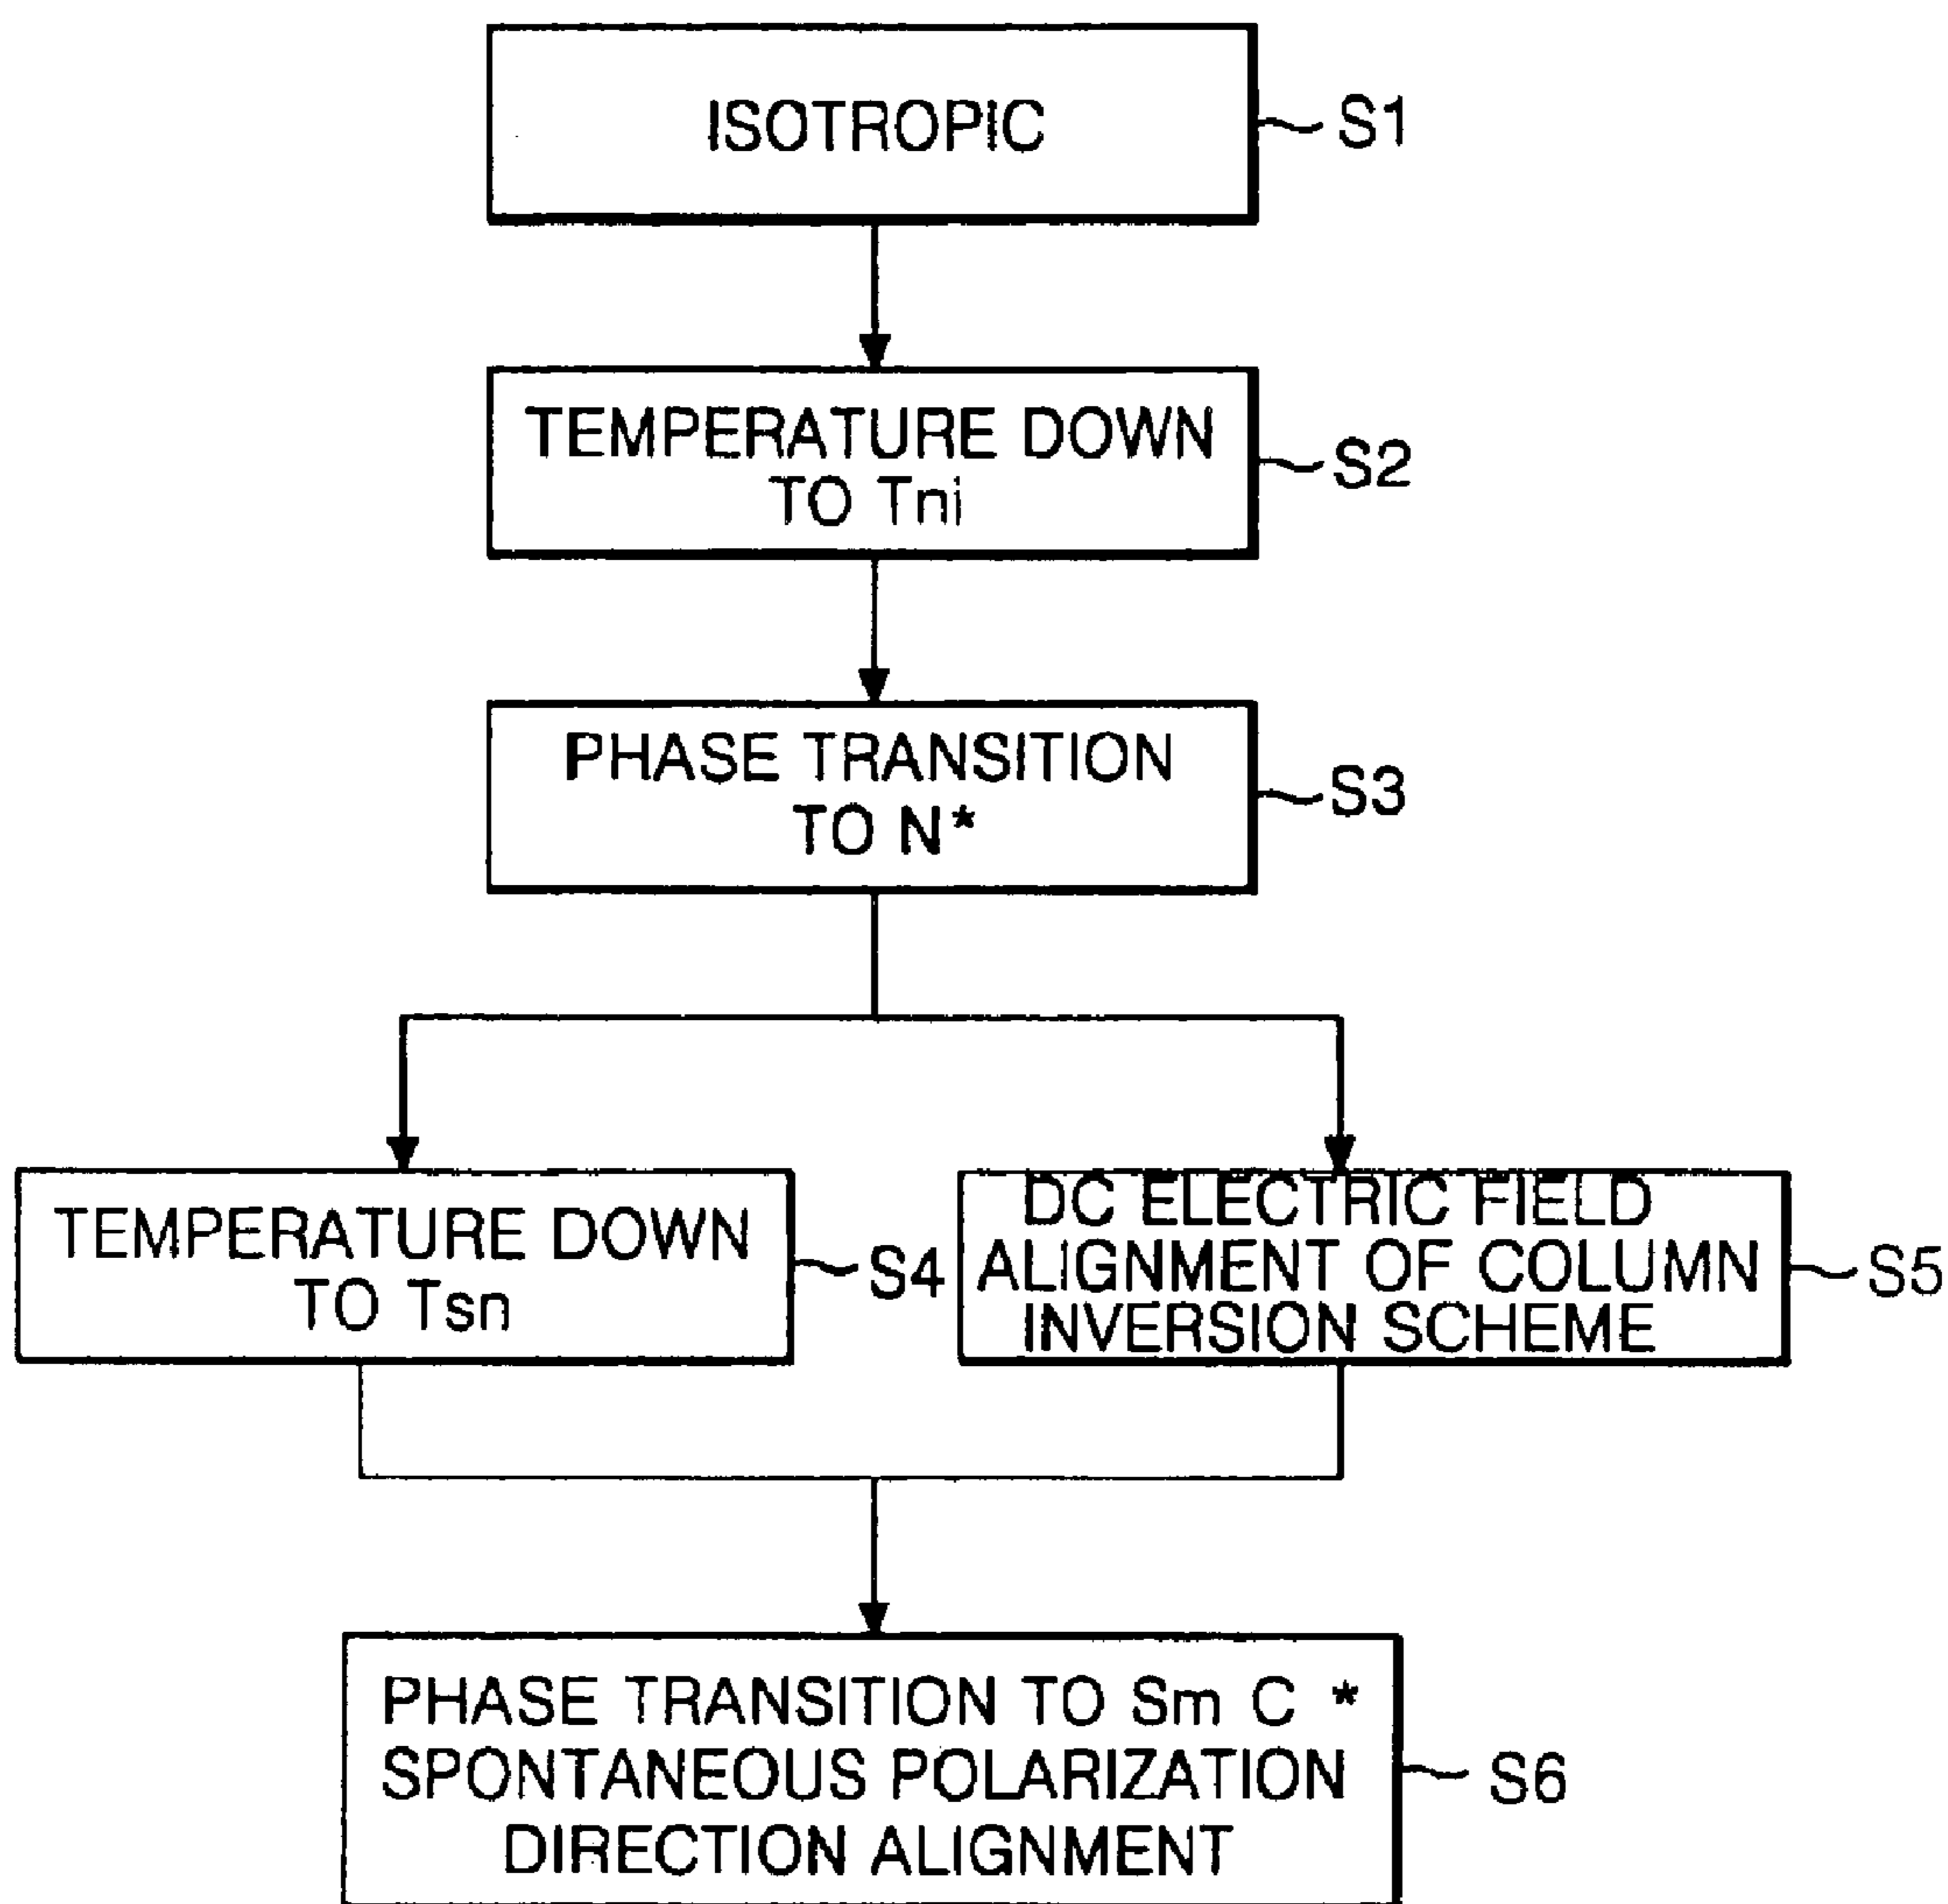 ISOTROPIC
S1
TEMPERATURE DOWN
TO Tni
S2
PHASE TRANSITION
TO N*
S3
TEMPERATURE DOWN
TO Tsn
S4
DC ELECTRIC FIELD
ALIGNMENT OF COLUMN
INVERSION SCHEME
S5
PHASE TRANSITION TO Sm C *
SPONTANEOUS POLARIZATION
DIRECTION ALIGNMENT
S6